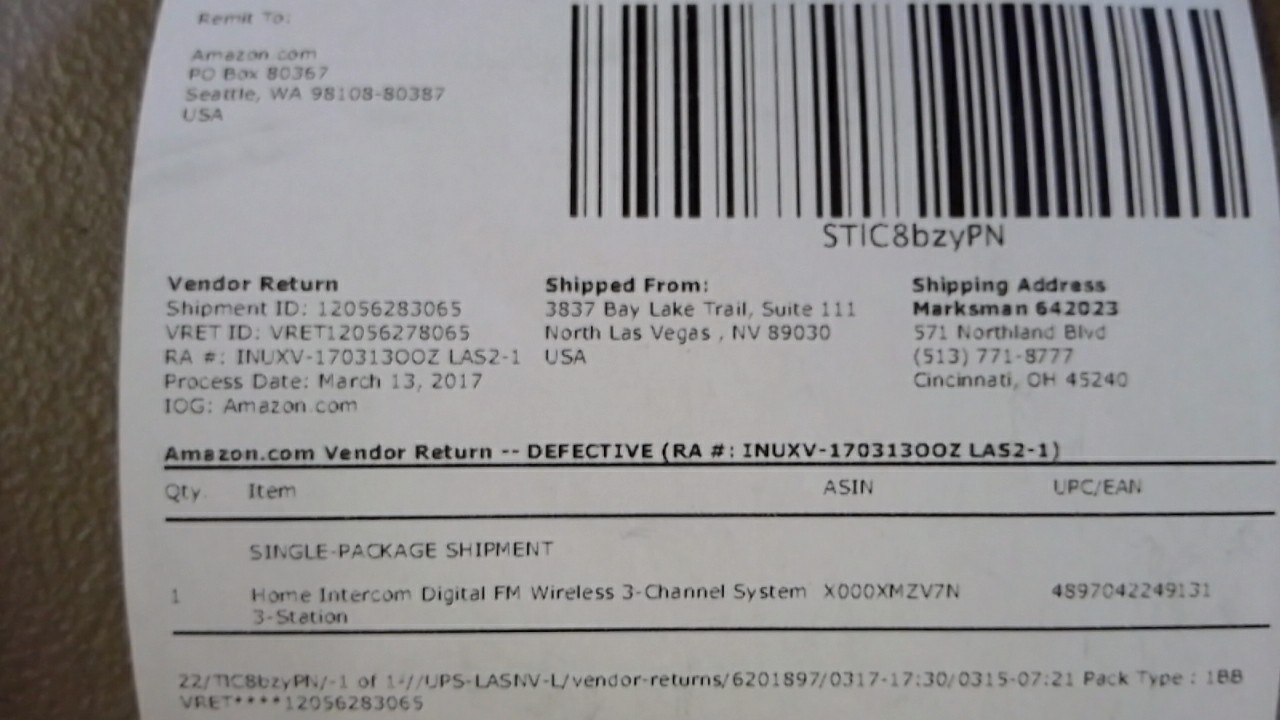 Remit To:
Amazon.com
PO Box 80367
Seattle, WA 98108-80387
USA
STIC8bzyPN
Vendor Return
Shipment ID: 12056283065
VRET ID: VRET12056278065
RA #: INUXV-170313OOZ LAS2-1
Process Date: March 13, 2017
IOG: Amazon.com
Shipped From:
3837 Bay Lake Trail, Suite 111
North Las Vegas , NV 89030
USA
Shipping Address
Marksman 642023
571 Northland Blvd
(513) 771-8777
Cincinnati, OH 45240
Amazon.com Vendor Return -- DEFECTIVE (RA #: INUXV-170313OOZ LAS2-1)
Qty. Item ASIN UPC/EAN
SINGLE-PACKAGE SHIPMENT
1 Home Intercom Digital FM Wireless 3-Channel System X000XMZV7N 4897042249131
3-Station
22/TIC8bzyPN/-1 of 1-//UPS-LASNV-L/vendor-returns/6201897/0317-17:30/0315-07:21 Pack Type : 1BB
VRET****12056283065